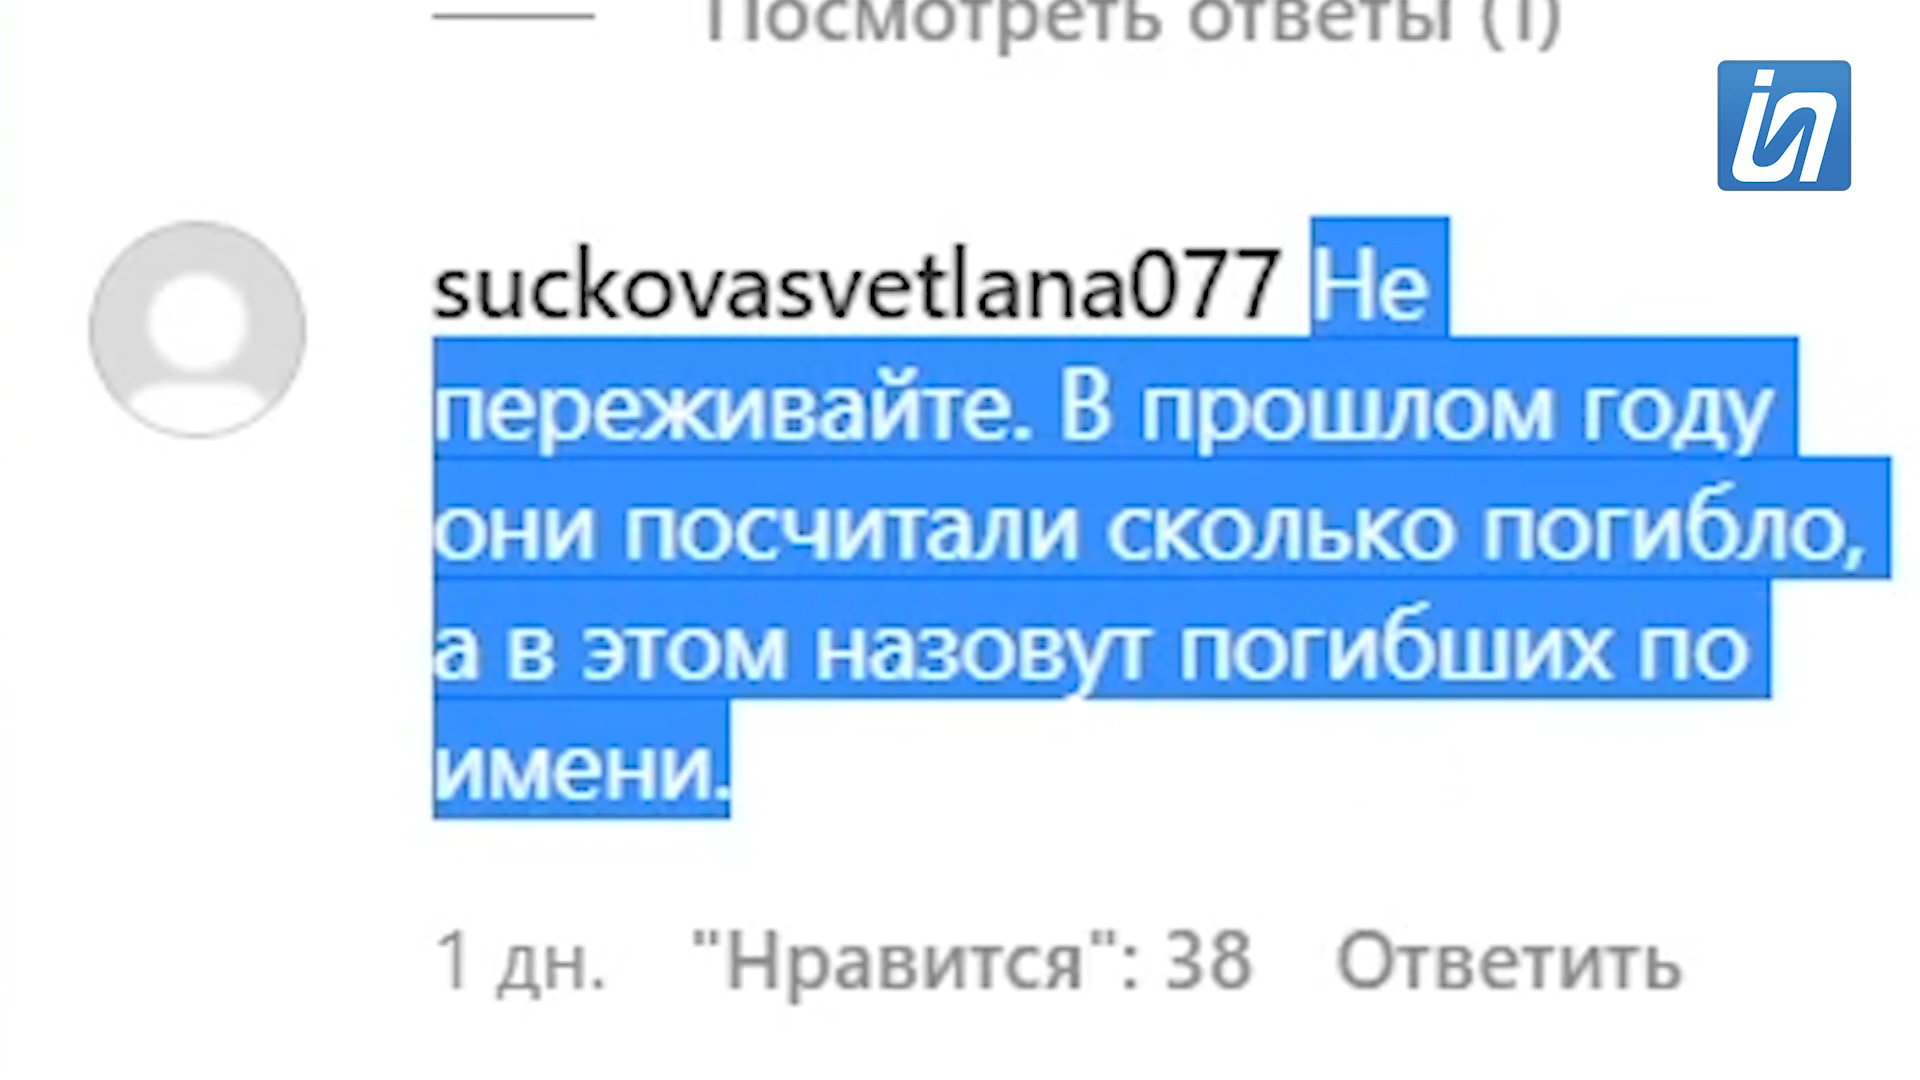 Посмотреть ответы (1)
in
suckovasvetlana077 Не
переживайте. В прошлом году
они посчитали сколько погибло,
а в этом назовут погибших по
имени.
1 дн. "Нравится": 38 Ответить